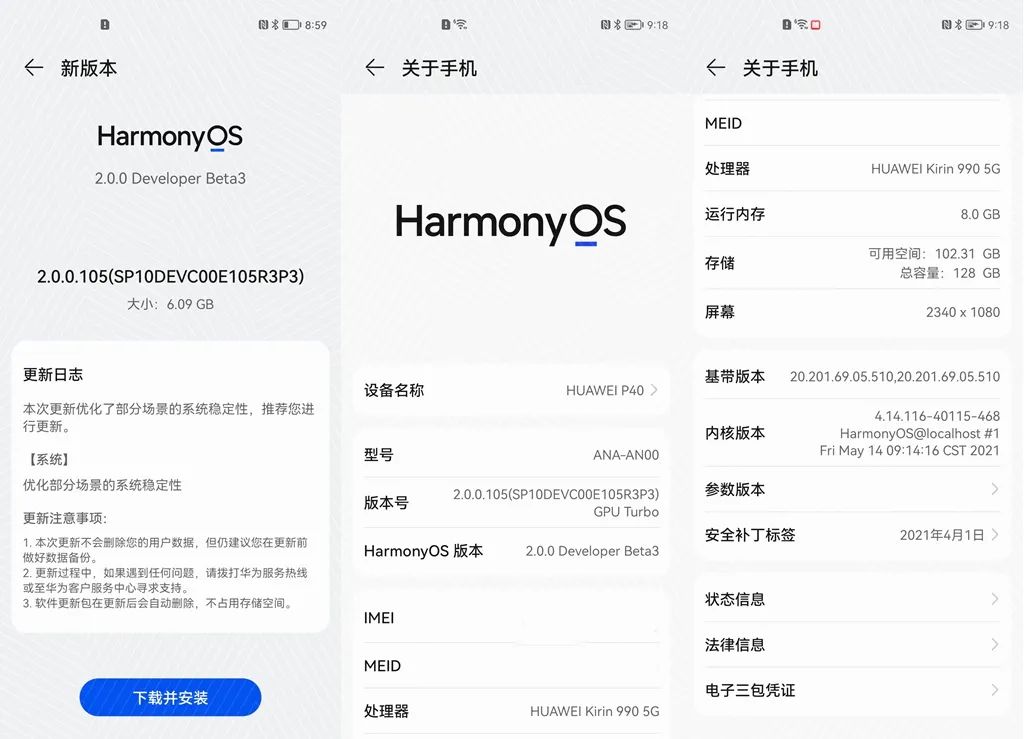 8:59
新版本
HarmonyOS
2.0.0 Developer Beta3
2.0.0.105(SP10DEVC00E105R3P3)
大小：6.09 GB
更新日志
本次更新优化了部分场景的系统稳定性，推荐您进
行更新。
【系统】
优化部分场景的系统稳定性
更新注意事项:
1. 本次更新不会删除您的用户数据，但仍建议您在更新前
做好数据备份。
2. 更新过程中，如果遇到任何问题，请拨打华为服务热线
或至华为客户服务中心寻求支持。
3. 软件更新包在更新后会自动删除，不占用存储空间。
下载并安装
9:18
关于手机
HarmonyOS
设备名称 HUAWEI P40
型号 ANA-AN00
版本号 2.0.0.105(SP10DEVC00E105R3P3)
GPU Turbo
HarmonyOS 版本 2.0.0 Developer Beta3
IMEI
MEID
处理器 HUAWEI Kirin 990 5G
9:18
关于手机
MEID
处理器 HUAWEI Kirin 990 5G
运行内存 8.0 GB
存储 可用空间：102.31 GB
总容量：128 GB
屏幕 2340 x 1080
基带版本 20.201.69.05.510,20.201.69.05.510
内核版本 4.14.116-40115-468
HarmonyOS@localhost #1
Fri May 14 09:14:16 CST 2021
参数版本
安全补丁标签 2021年4月1日
状态信息
法律信息
电子三包凭证